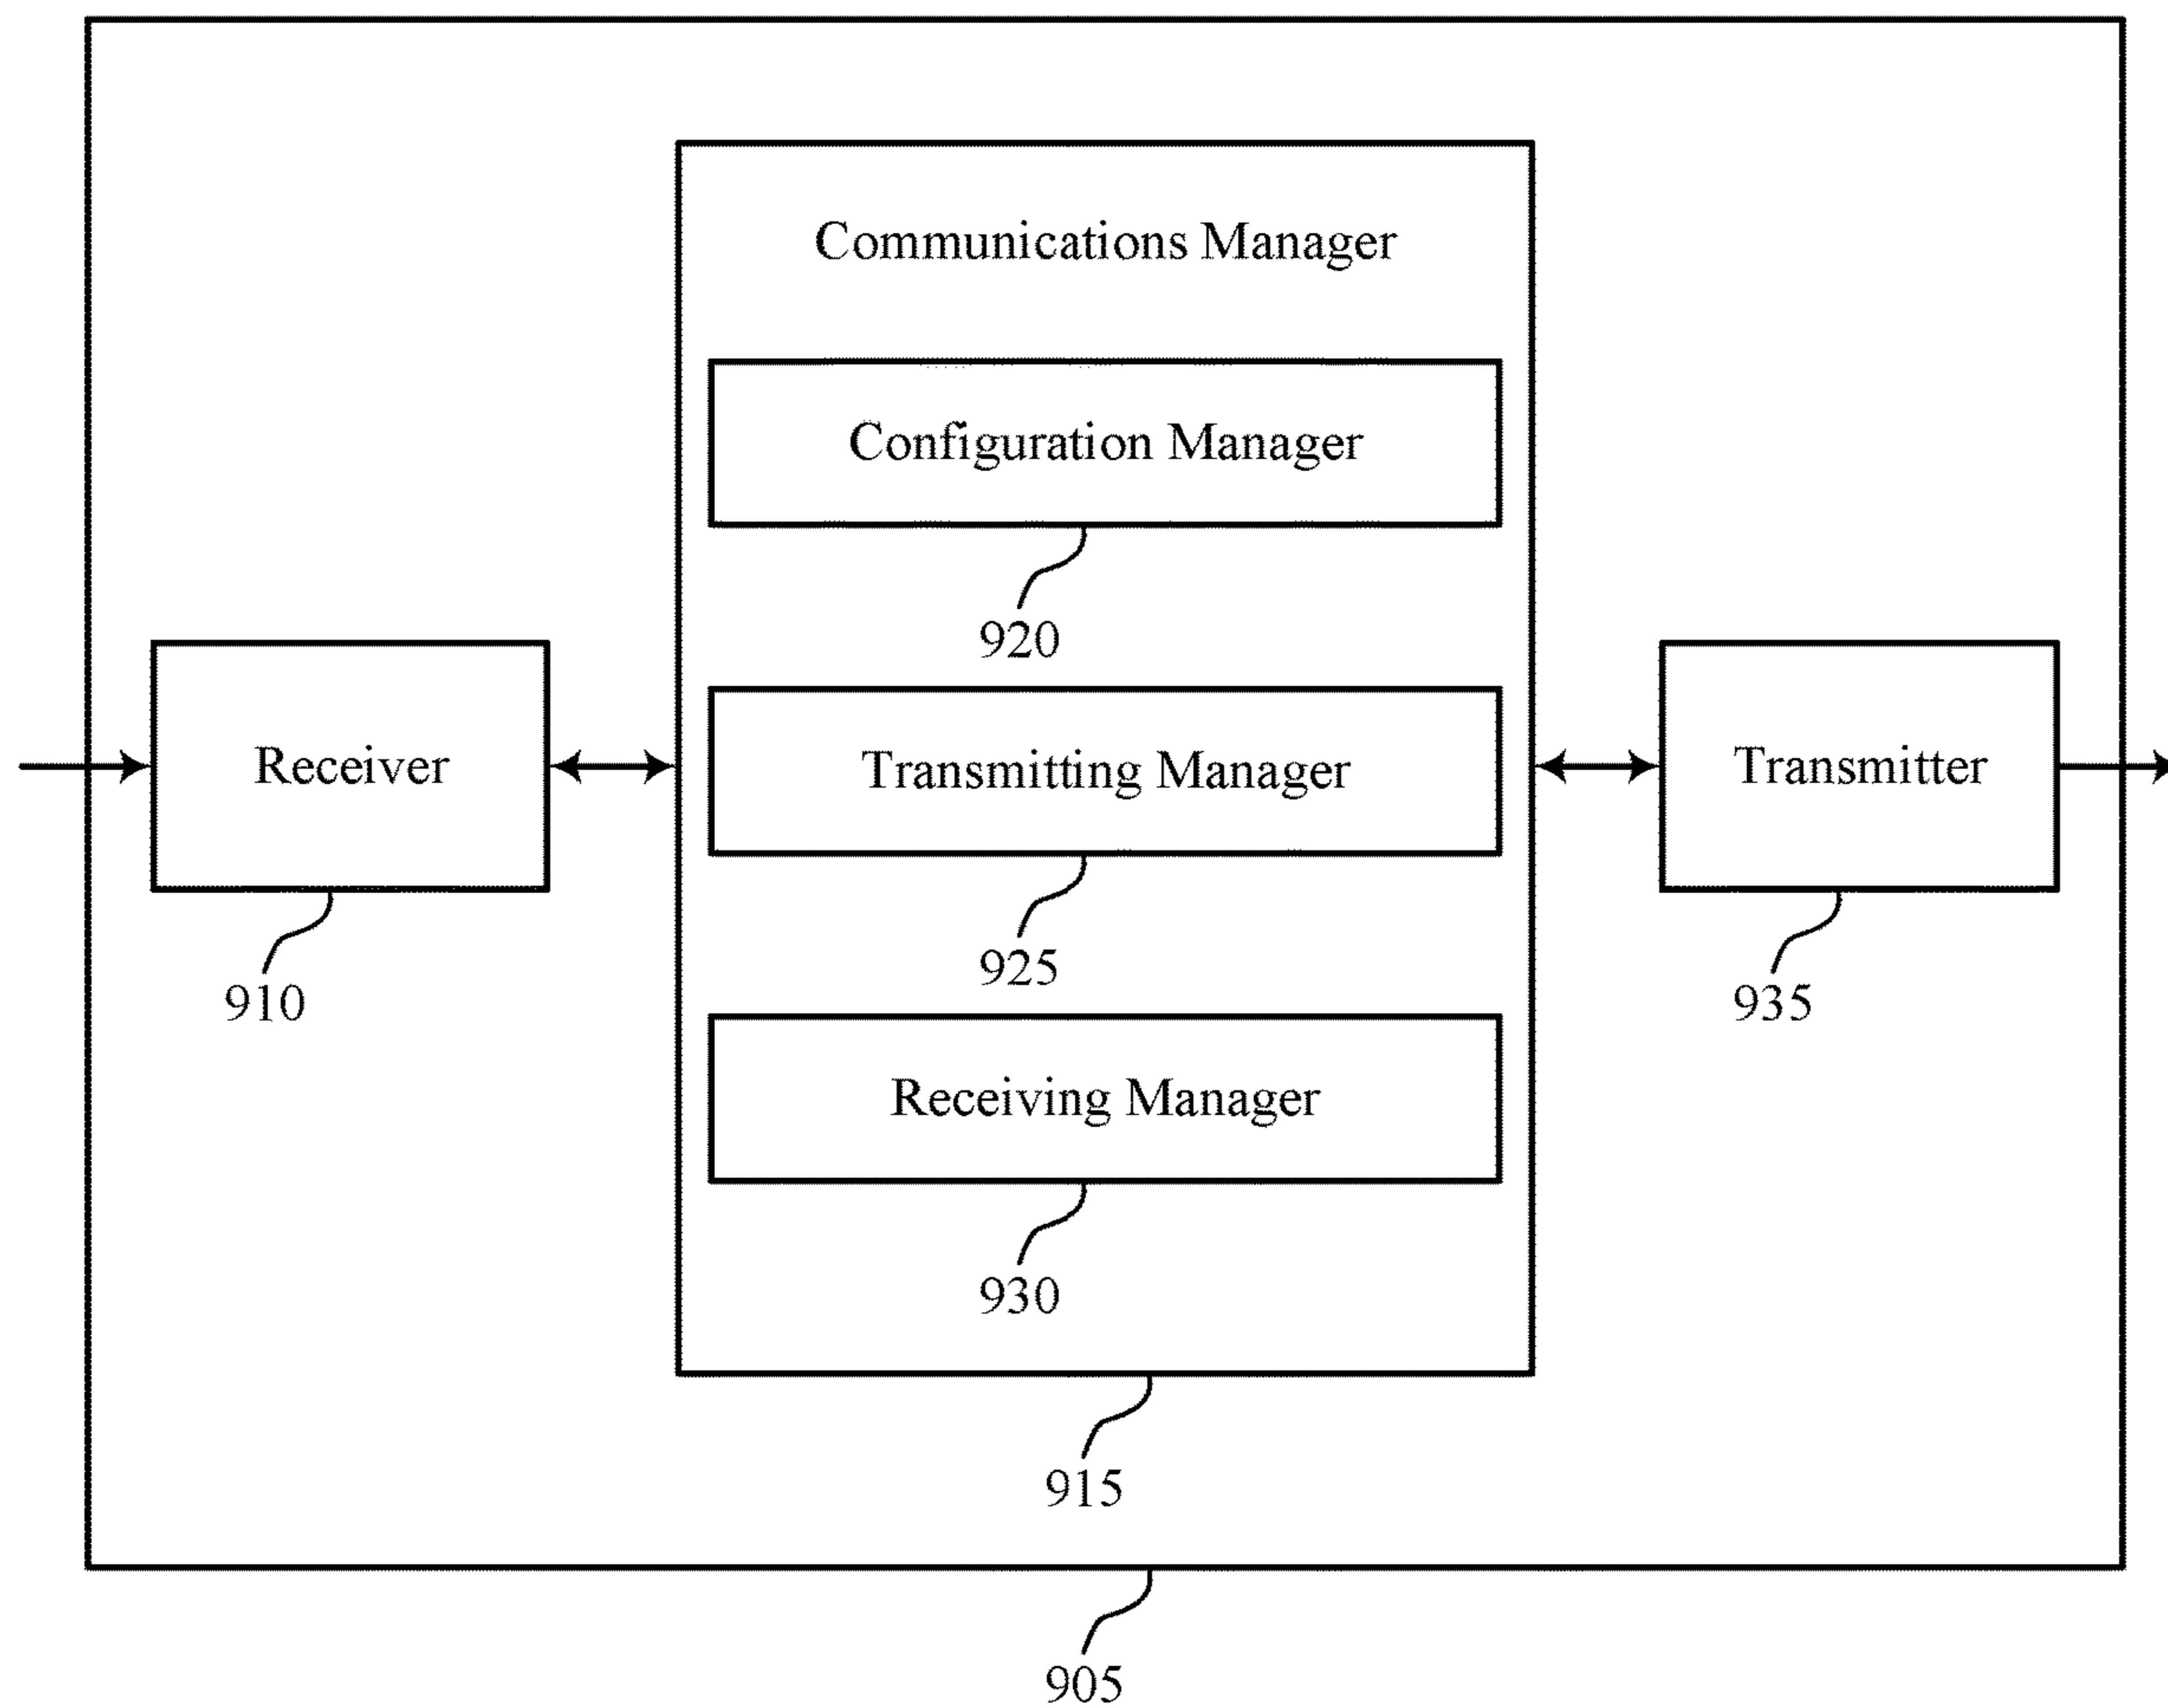 Communications Manager
Configuration Manager
920
Receiver
Transmitting Manager
Transmitter
925
910
935
Receiving Manager
930
915
905